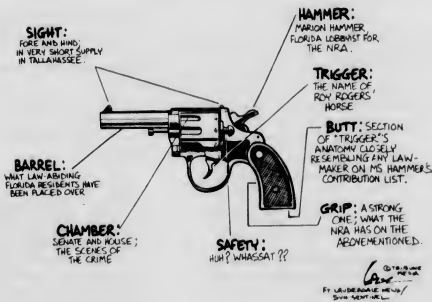 SIGHT:
FORE AND HIND;
IN VERY SHORT SUPPLY
IN TALLAHASSEE.
HAMMER:
MARION HAMMER,
FLORIDA LOBBYIST FOR
THE NRA.
TRIGGER:
THE NAME OF
ROY ROGERS'
HORSE
BUTT: SECTION
OF "TRIGGER"'S
ANATOMY CLOSELY
RESEMBLING ANY LAW-
MAKER ON MS HAMMER'S
CONTRIBUTION LIST.
BARREL:
WHAT LAW-ABIDING
FLORIDA RESIDENTS HAVE
BEEN PLACED OVER
GRIP: A STRONG
ONE; WHAT THE
NRA HAS ON THE
ABOVEMENTIONED.
CHAMBER:
SENATE AND HOUSE;
THE SCENES OF
THE CRIME
SAFETY:
HUH? WHASSAT??
© TRIBUNE
MEDIA
FT LAUDERDALE NEWS/
SUN SENTINEL